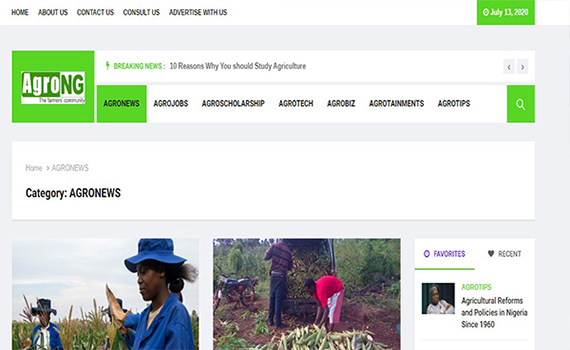 HOME ABOUT US CONTACT US CONSULT US ADVERTISE WITH US July 13, 2020
AgroNG
The farmers' community
BREAKING NEWS : 10 Reasons Why You should Study Agriculture
AGRONEWS AGROJOBS AGROSCHOLARSHIP AGROTECH AGROBIZ AGROTAINMENTS AGROTIPS
Home > AGRONEWS
Category: AGRONEWS
FAVORITES RECENT
AGROTIPS
Agricultural Reforms
and Policies in Nigeria
Since 1960